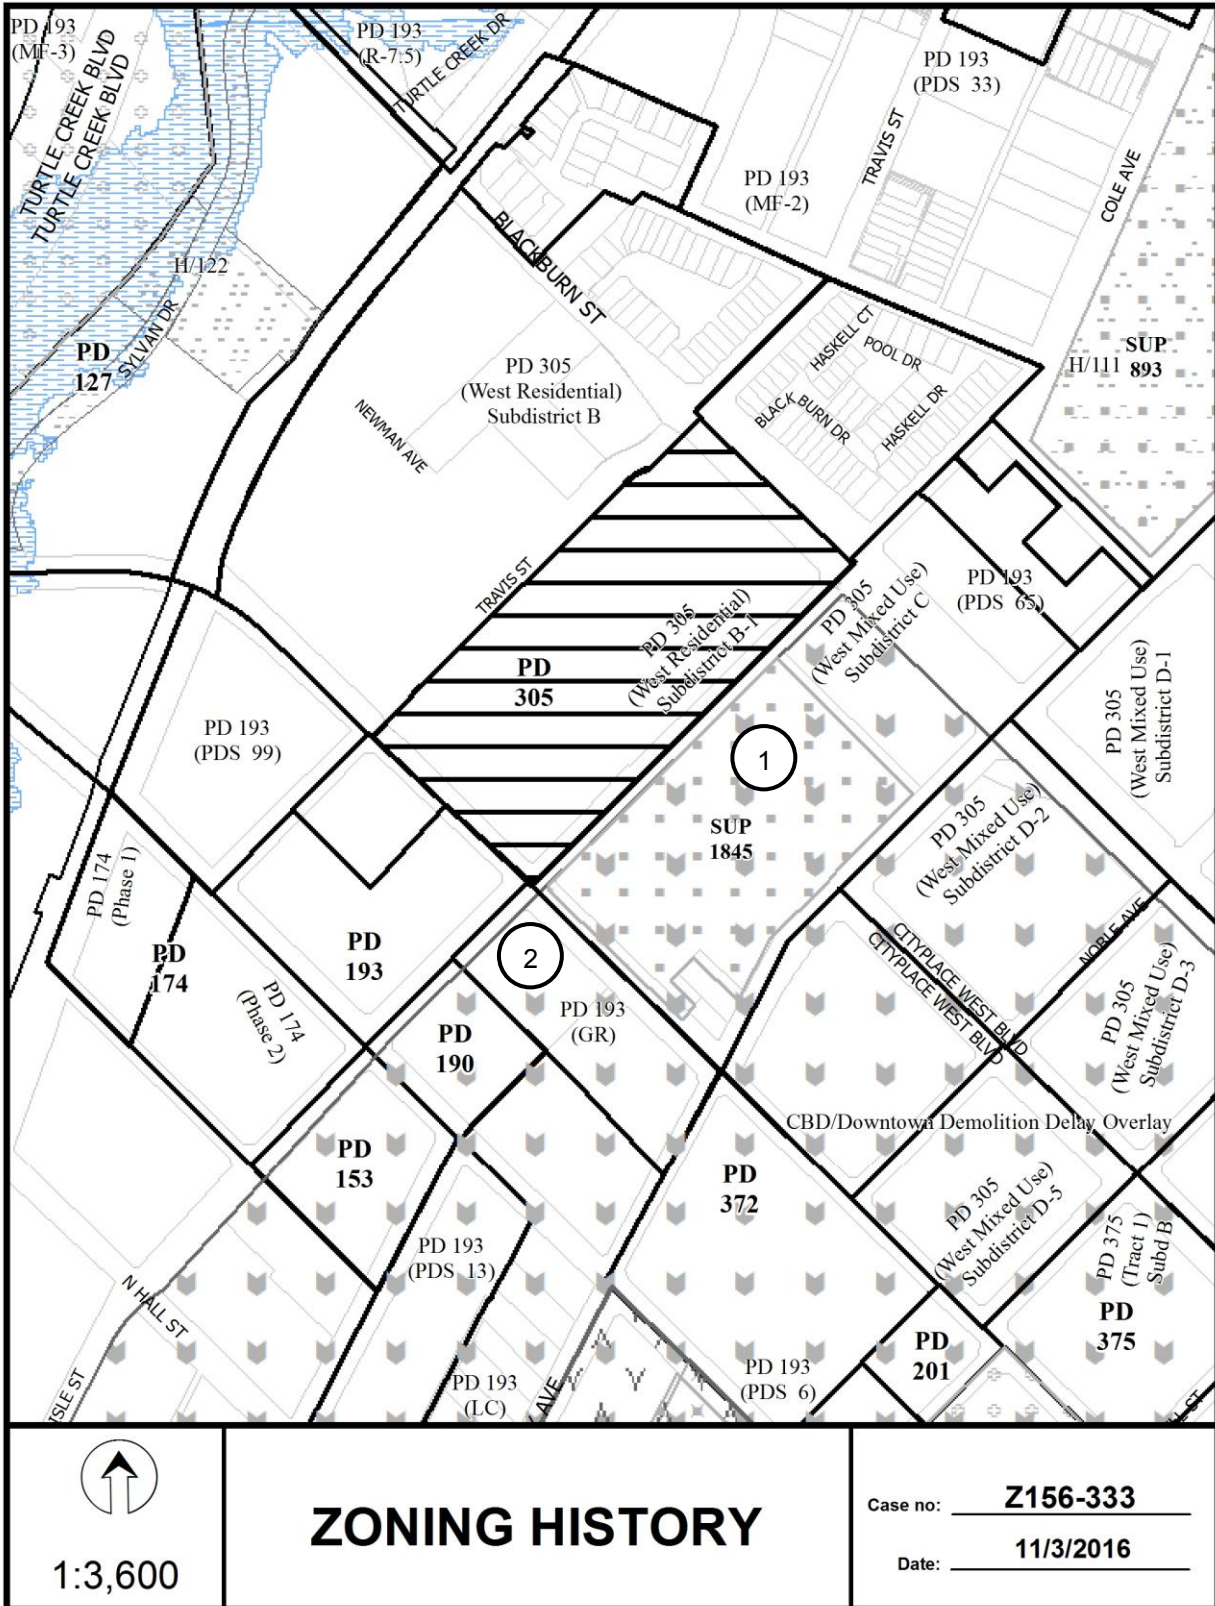 PD 193
(MF-3)
TURTLE CREEK BLVD
TURTLE CREEK BLVD
PD 193
(R-7.5)
TURTLE CREEK DR
PD 193
(PDS 33)
TRAVIS ST
COLE AVE
PD 193
(MF-2)
BLACKBURN ST
H/122
SYLVAN DR
PD
127
PD 305
(West Residential)
Subdistrict B
NEWMAN AVE
HASKELL CT
POOL DR
BLACK BURN DR
HASKELL DR
H/111
SUP
893
TRAVIS ST
PD
305
PD 305
(West Residential)
Subdistrict B-1
PD 305
(West Mixed Use)
Subdistrict C
PD 193
(PDS 65)
PD 305
(West Mixed Use)
Subdistrict D-1
PD 193
(PDS 99)
1
SUP
1845
PD 305
(West Mixed Use)
Subdistrict D-2
PD 174
(Phase 1)
PD
174
PD 174
(Phase 2)
PD
193
2
PD 193
(GR)
PD
190
CITYPLACE WEST BLVD
CITYPLACE WEST BLVD
NOBLE AVE
PD 305
(West Mixed Use)
Subdistrict D-3
CBD/Downtown Demolition Delay Overlay
PD
153
PD
372
PD 305
(West Mixed Use)
Subdistrict D-5
PD 375
(Tract 1)
Subd B
PD
375
PD 193
(PDS 13)
N HALL ST
PD
201
PD 193
(PDS 6)
PD 193
(LC)
ISLE ST
AVE
LL ST
1:3,600
ZONING HISTORY
Case no: Z156-333
Date: 11/3/2016